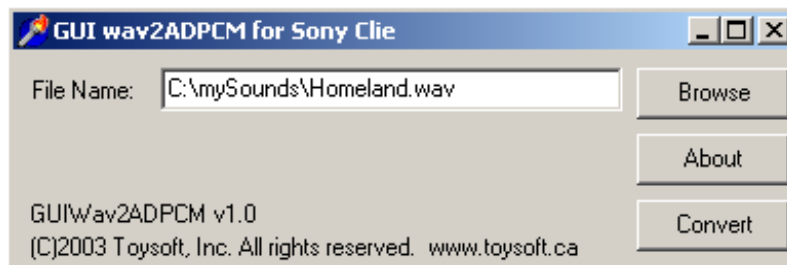 GUI wav2ADPCM for Sony Clie
File Name: C:\mySounds\Homeland.wav Browse
About
GUIWav2ADPCM v1.0
Convert
(C)2003 Toysoft, Inc. All rights reserved. www.toysoft.ca